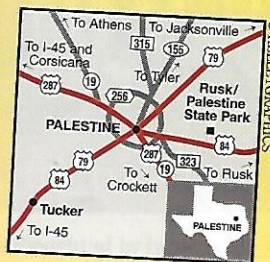 To Athens
To Jacksonville
315
155
To I-45 and
Corsicana
To Tyler
79
287
19
256
Rusk/
Palestine
State Park
PALESTINE
84
79
287
323
19
To Rusk
84
To
Crockett
Tucker
PALESTINE
To I-45